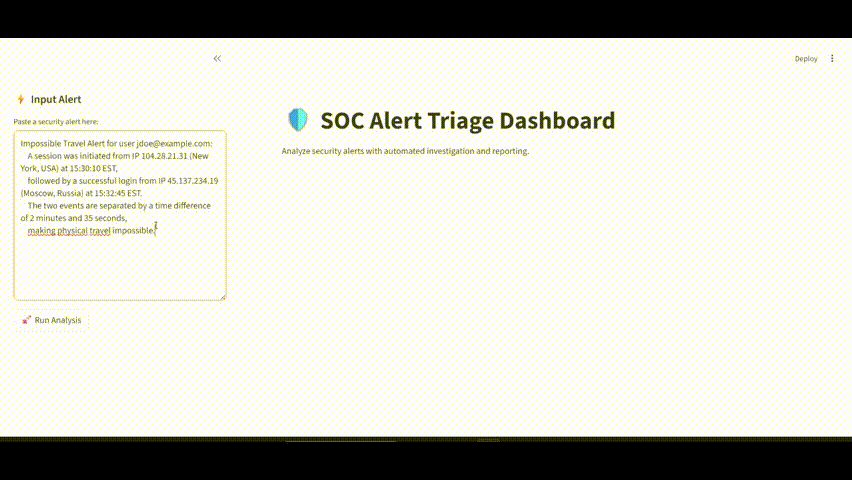 Deploy
Input Alert
Paste a security alert here:
Impossible Travel Alert for user jdoe@example.com:
A session was initiated from IP 104.28.21.31 (New
York, USA) at 15:30:10 EST,
followed by a successful login from IP 45.137.234.19
(Moscow, Russia) at 15:32:45 EST.
The two events are separated by a time difference
of 2 minutes and 35 seconds,
making physical travel impossible.
Run Analysis
SOC Alert Triage Dashboard
Analyze security alerts with automated investigation and reporting.